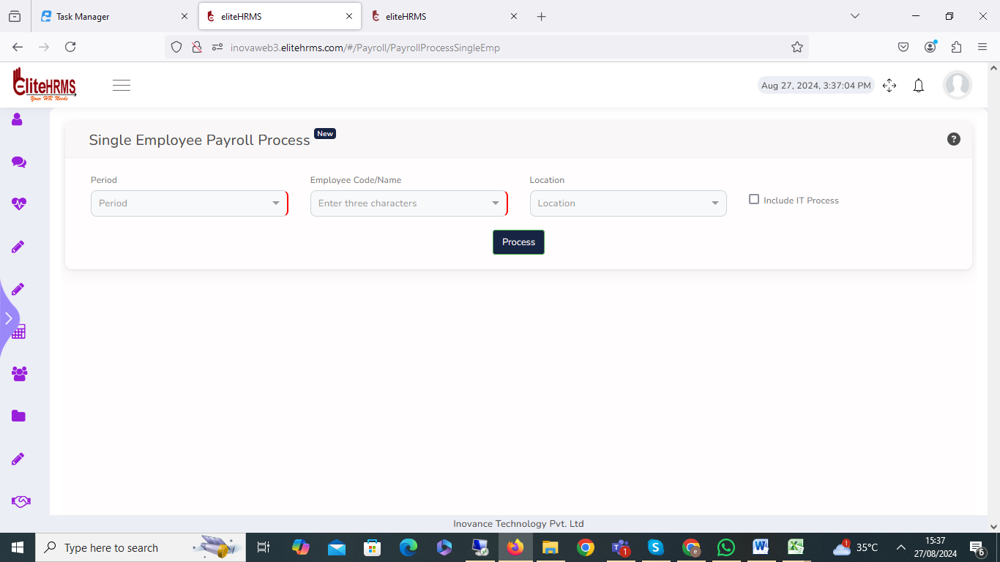 Task Manager
eliteHRMS
eliteHRMS
inovaweb3.elitehrms.com/#/Payroll/PayrollProcessSingleEmp
EliteHRMS
Your HR Needs
Aug 27, 2024, 3:37:04 PM
Single Employee Payroll Process New
Period
Employee Code/Name
Location
Period
Enter three characters
Location
Include IT Process
Process
Inovance Technology Pvt. Ltd
Type here to search
1
1
35°C
15:37
27/08/2024
6